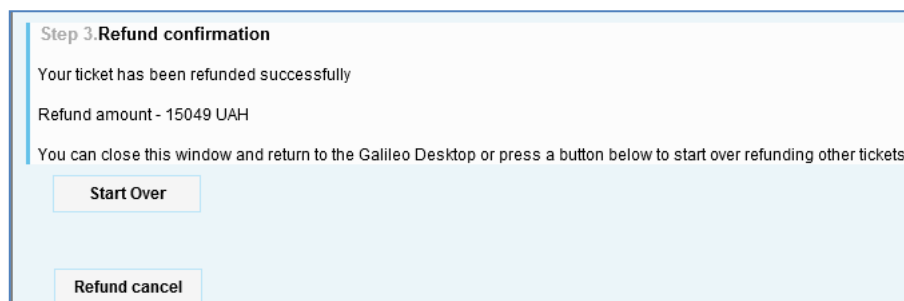 Step 3.Refund confirmation
Your ticket has been refunded successfully
Refund amount - 15049 UAH
You can close this window and return to the Galileo Desktop or press a button below to start over refunding other tickets
Start Over
Refund cancel